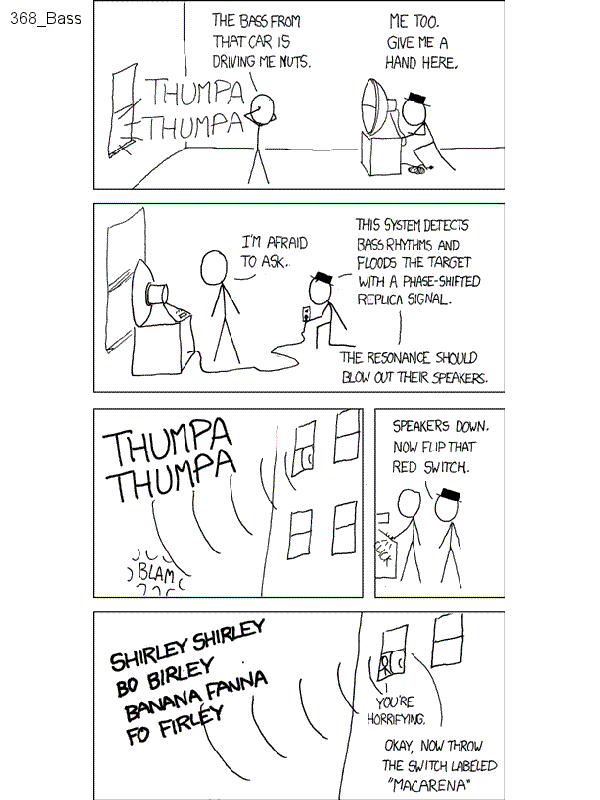 368_Bass
THE BASS FROM
THAT CAR IS
DRIVING ME NUTS.
ME TOO.
GIVE ME A
HAND HERE.
THUMPA
THUMPA
I'M AFRAID
TO ASK..
THIS SYSTEM DETECTS
BASS RHYTHMS AND
FLOODS THE TARGET
WITH A PHASE-SHIFTED
REPLICA SIGNAL.
THE RESONANCE SHOULD
BLOW OUT THEIR SPEAKERS.
THUMPA
THUMPA
BLAM
SPEAKERS DOWN.
NOW FLIP THAT
RED SWITCH.
CLICK
SHIRLEY SHIRLEY
BO BIRLEY
BANANA FANNA
FO FIRLEY
YOU'RE
HORRIFYING.
OKAY, NOW THROW
THE SWITCH LABELED
"MACARENA"